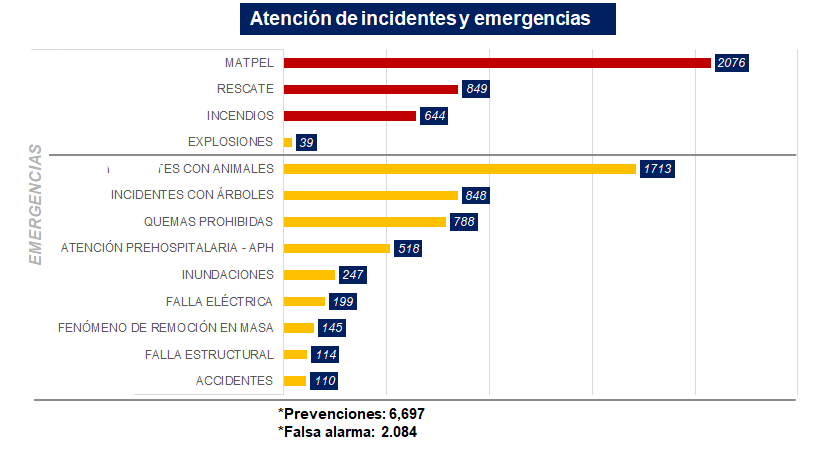 Atención de incidentes y emergencias
EMERGENCIAS
MATPEL 2076
RESCATE 849
INCENDIOS 644
EXPLOSIONES 39
CON ANIMALES 1713
INCIDENTES CON ÁRBOLES 848
QUEMAS PROHIBIDAS 788
ATENCIÓN PREHOSPITALARIA - APH 518
INUNDACIONES 247
FALLA ELÉCTRICA 199
FENÓMENO DE REMOCIÓN EN MASA 145
FALLA ESTRUCTURAL 114
ACCIDENTES 110
*Prevenciones: 6,697
*Falsa alarma: 2.084